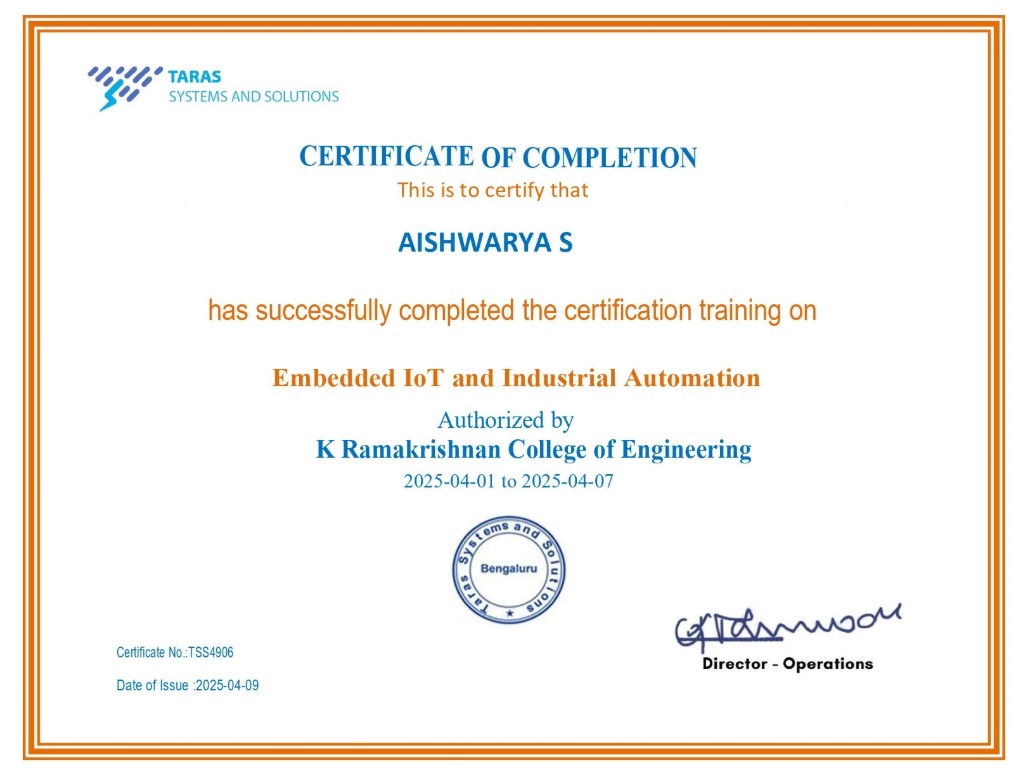 TARAS
SYSTEMS AND SOLUTIONS
CERTIFICATE OF COMPLETION
This is to certify that
AISHWARYA S
has successfully completed the certification training on
Embedded IoT and Industrial Automation
Authorized by
K Ramakrishnan College of Engineering
2025-04-01 to 2025-04-07
Taras Systems and Solutions
Bengaluru
Director - Operations
Certificate No.:TSS4906
Date of Issue :2025-04-09